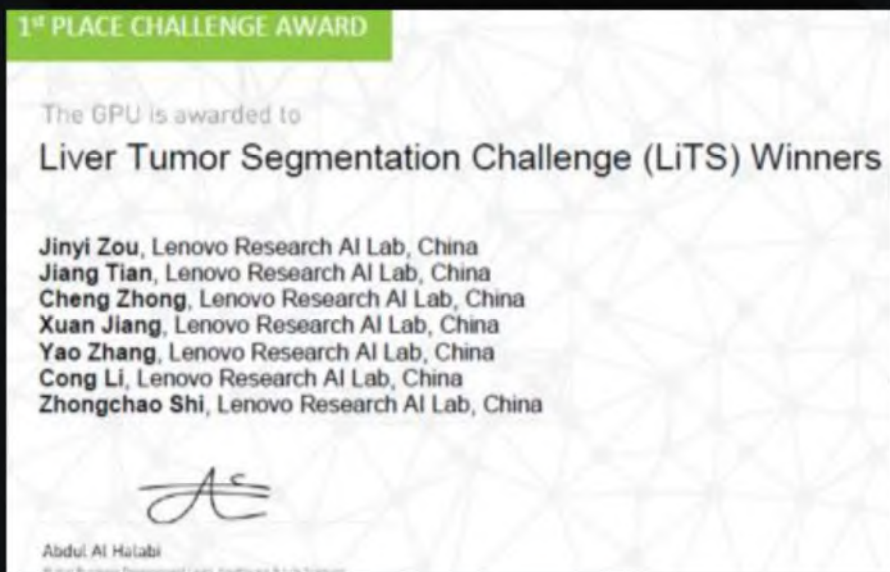 1st PLACE CHALLENGE AWARD
The GPU is awarded to
Liver Tumor Segmentation Challenge (LiTS) Winners
Jinyi Zou, Lenovo Research AI Lab, China
Jiang Tian, Lenovo Research AI Lab, China
Cheng Zhong, Lenovo Research AI Lab, China
Xuan Jiang, Lenovo Research AI Lab, China
Yao Zhang, Lenovo Research AI Lab, China
Cong Li, Lenovo Research AI Lab, China
Zhongchao Shi, Lenovo Research AI Lab, China
Abdul Al Halabi